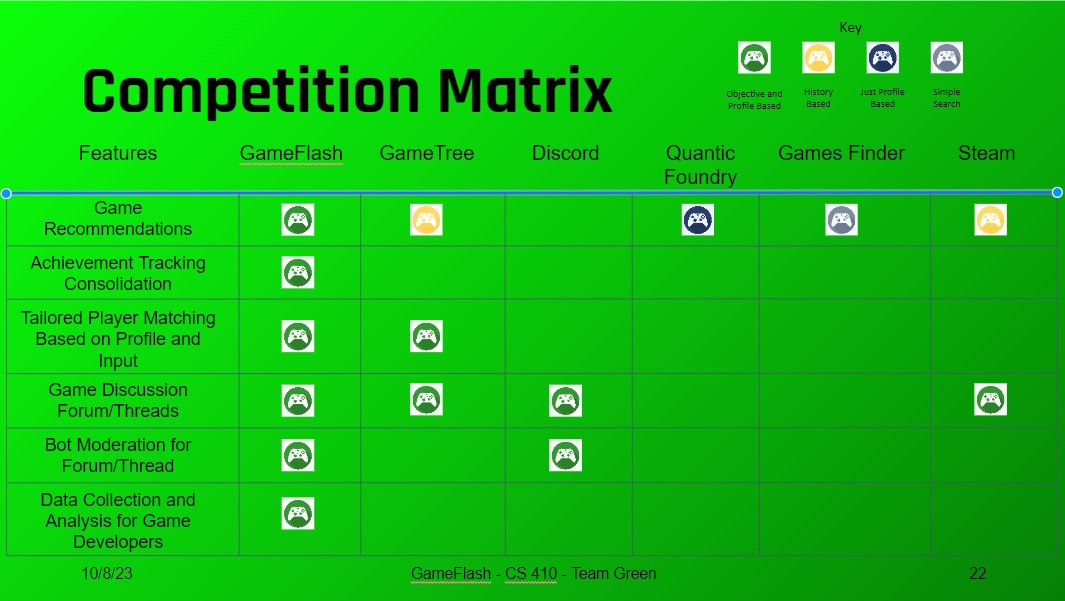 Key
Objective and
Profile Based
History
Based
Just Profile
Based
Simple
Search
Competition Matrix
Features
GameFlash
GameTree
Discord
Quantic
Foundry
Games Finder
Steam
Game
Recommendations
Achievement Tracking
Consolidation
Tailored Player Matching
Based on Profile and
Input
Game Discussion
Forum/Threads
Bot Moderation for
Forum/Thread
Data Collection and
Analysis for Game
Developers
10/8/23
GameFlash - CS 410 - Team Green
22